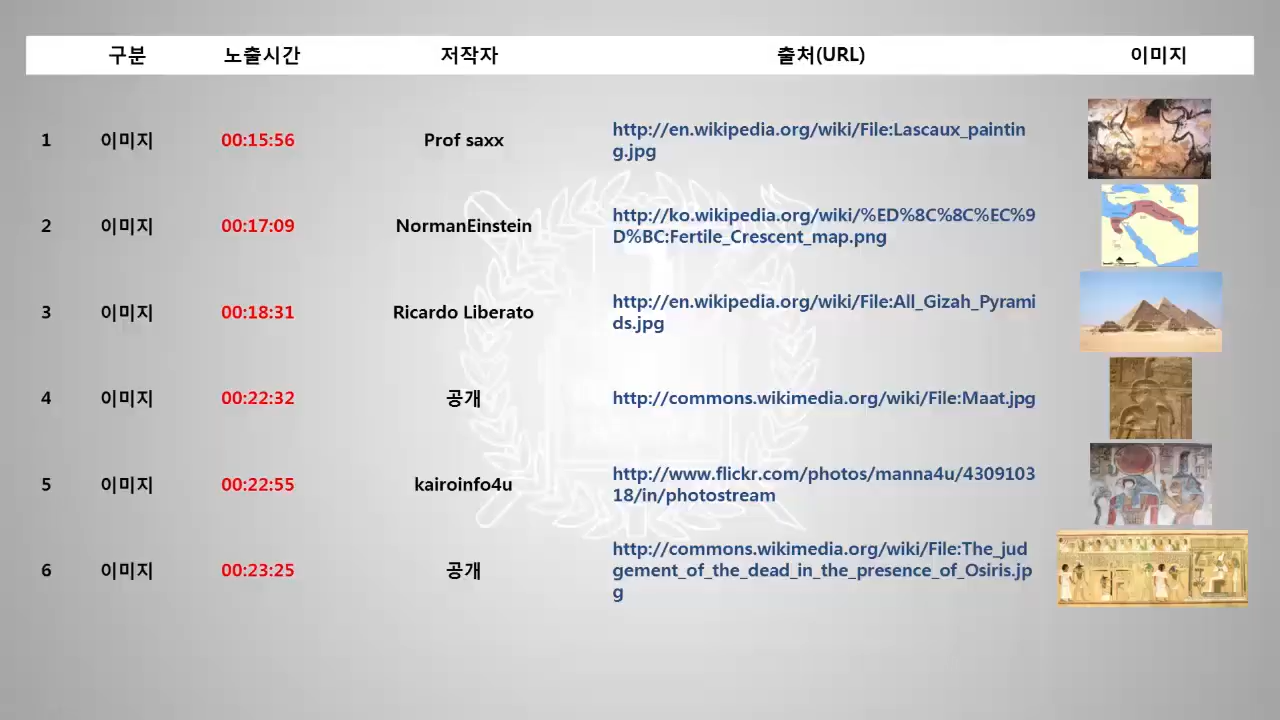 구분 노출시간 저작자 출처(URL) 이미지
1 이미지 00:15:56 Prof saxx http://en.wikipedia.org/wiki/File:Lascaux_paintin
g.jpg
2 이미지 00:17:09 NormanEinstein http://ko.wikipedia.org/wiki/%ED%8C%8C%EC%9
D%BC:Fertile_Crescent_map.png
3 이미지 00:18:31 Ricardo Liberato http://en.wikipedia.org/wiki/File:All_Gizah_Pyrami
ds.jpg
4 이미지 00:22:32 공개 http://commons.wikimedia.org/wiki/File:Maat.jpg
5 이미지 00:22:55 kairoinfo4u http://www.flickr.com/photos/manna4u/4309103
18/in/photostream
6 이미지 00:23:25 공개 http://commons.wikimedia.org/wiki/File:The_jud
gement_of_the_dead_in_the_presence_of_Osiris.jp
g